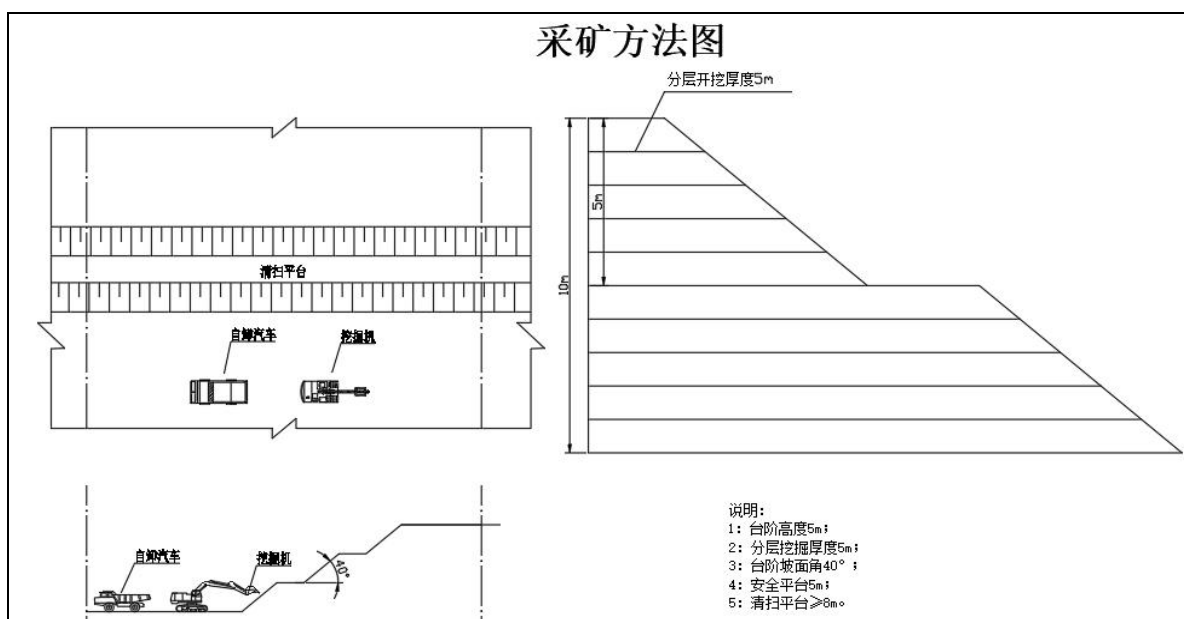 采矿方法图
分层开挖厚度5m
5m
10m
清扫平台
自卸汽车
挖掘机
自卸汽车
挖掘机
40°
说明:
1: 台阶高度5m;
2: 分层挖掘厚度5m;
3: 台阶坡面角40°;
4: 安全平台5m;
5: 清扫平台≥8m。